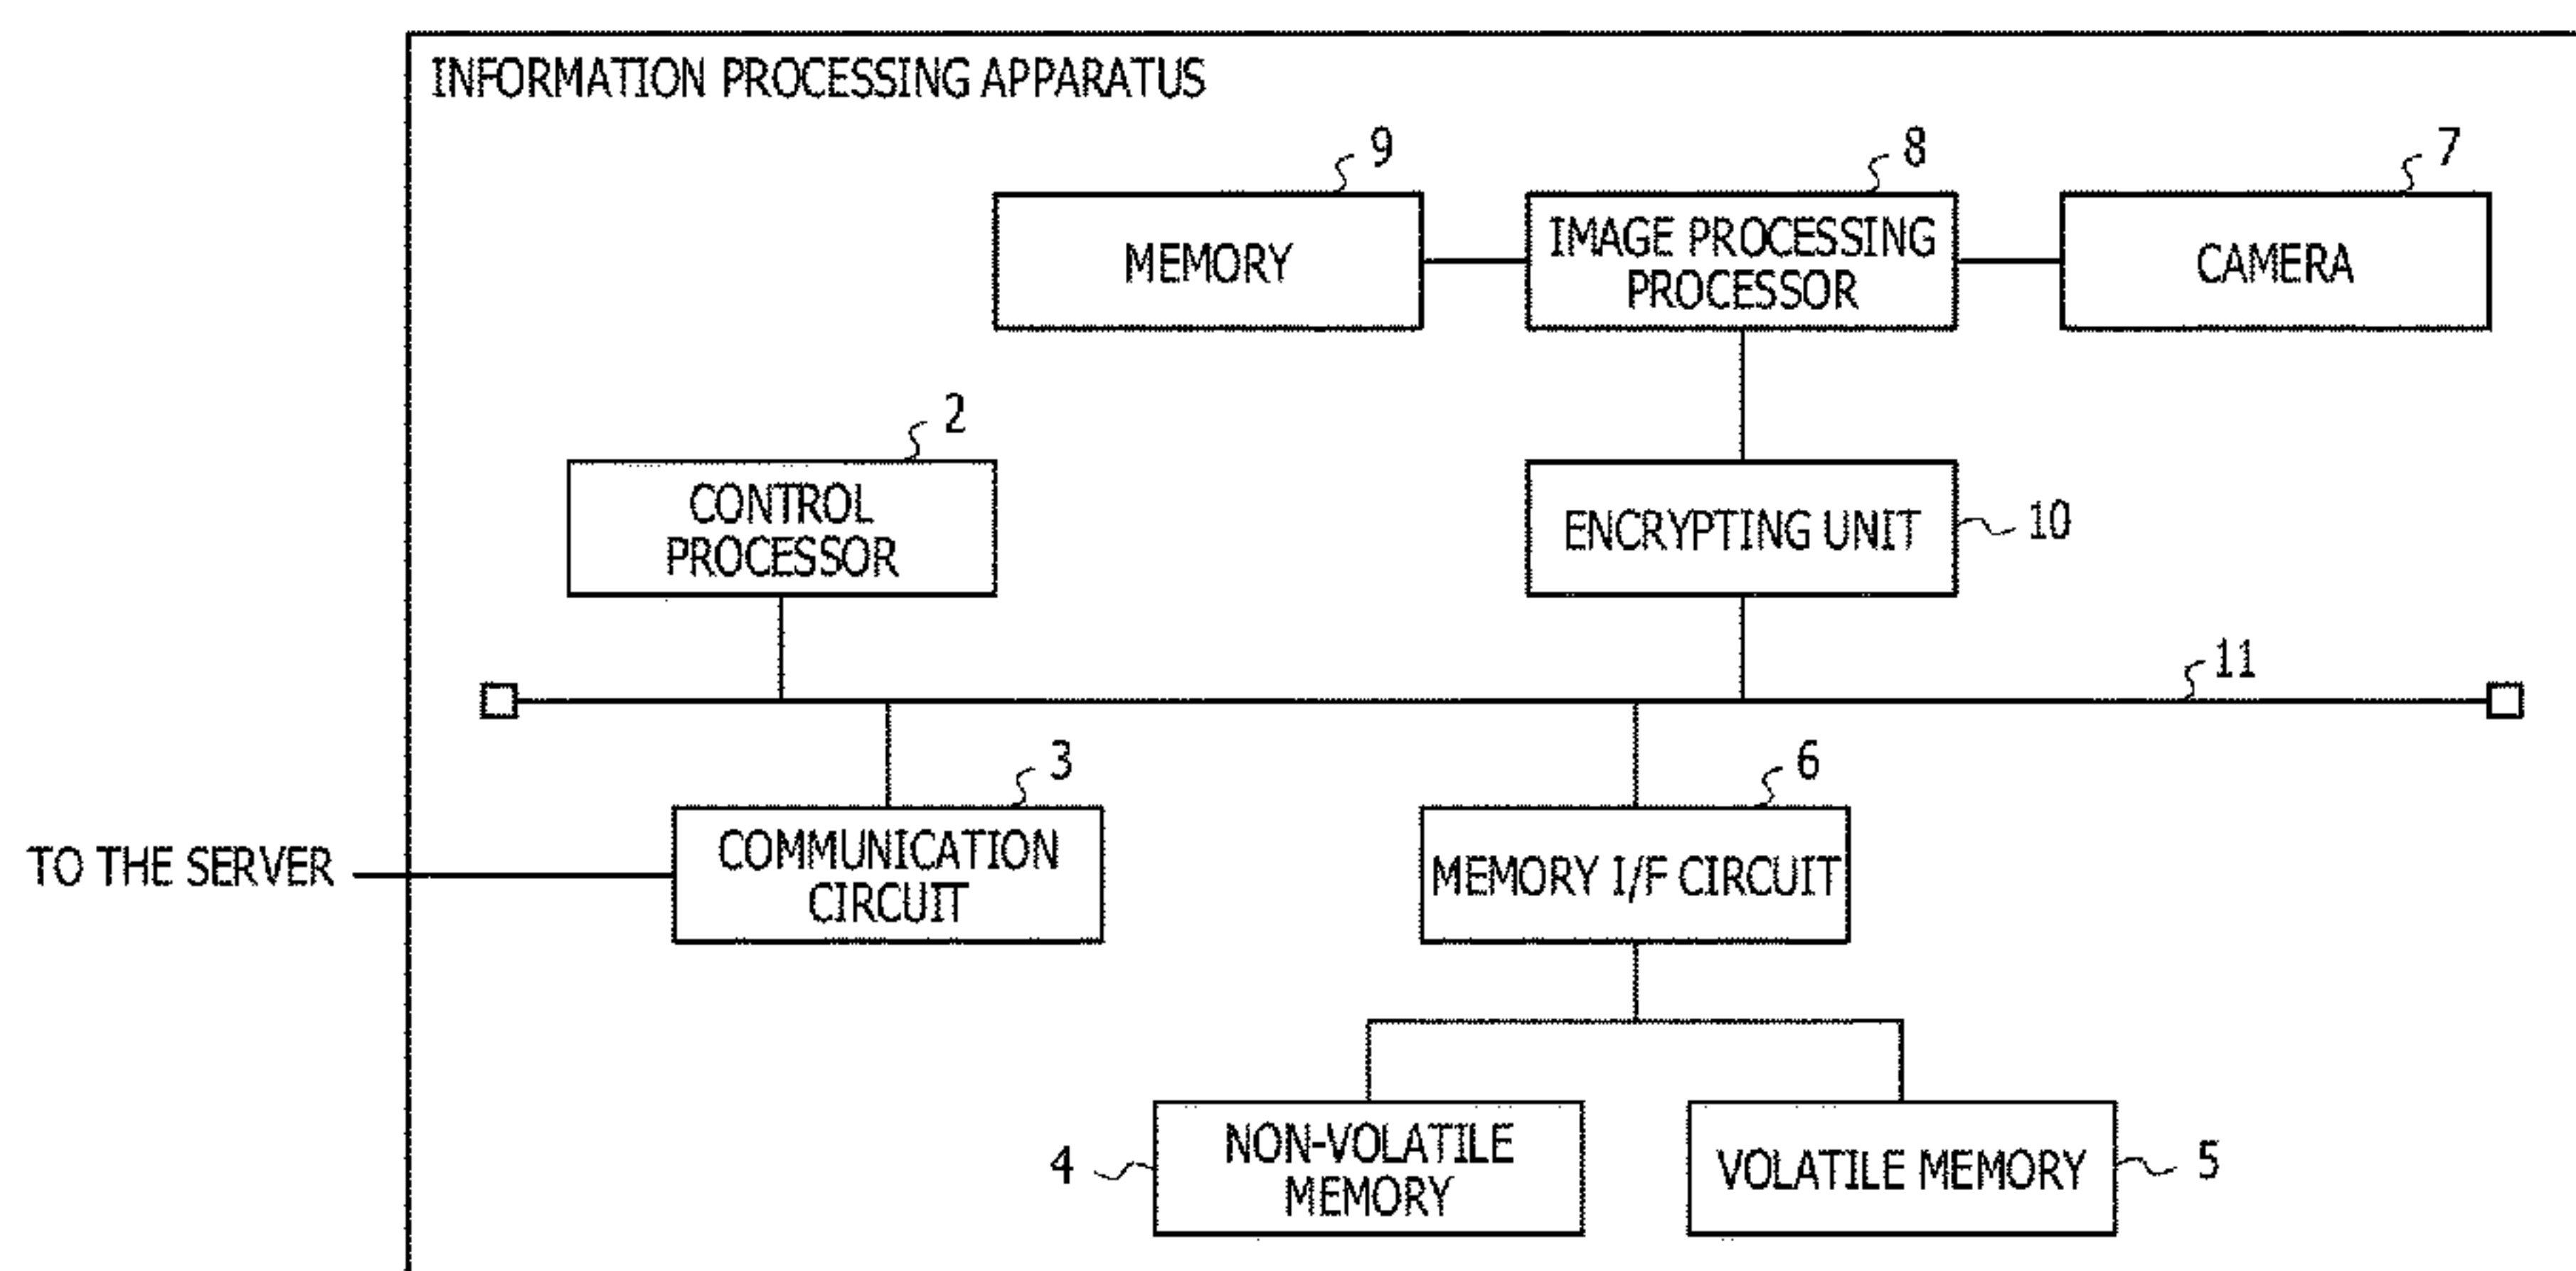 INFORMATION PROCESSING APPARATUS
9
8
7
MEMORY
IMAGE PROCESSING
PROCESSOR
CAMERA
2
CONTROL
PROCESSOR
ENCRYPTING UNIT
10
11
3
6
TO THE SERVER
COMMUNICATION
CIRCUIT
MEMORY I/F CIRCUIT
4
NON-VOLATILE
MEMORY
VOLATILE MEMORY
5